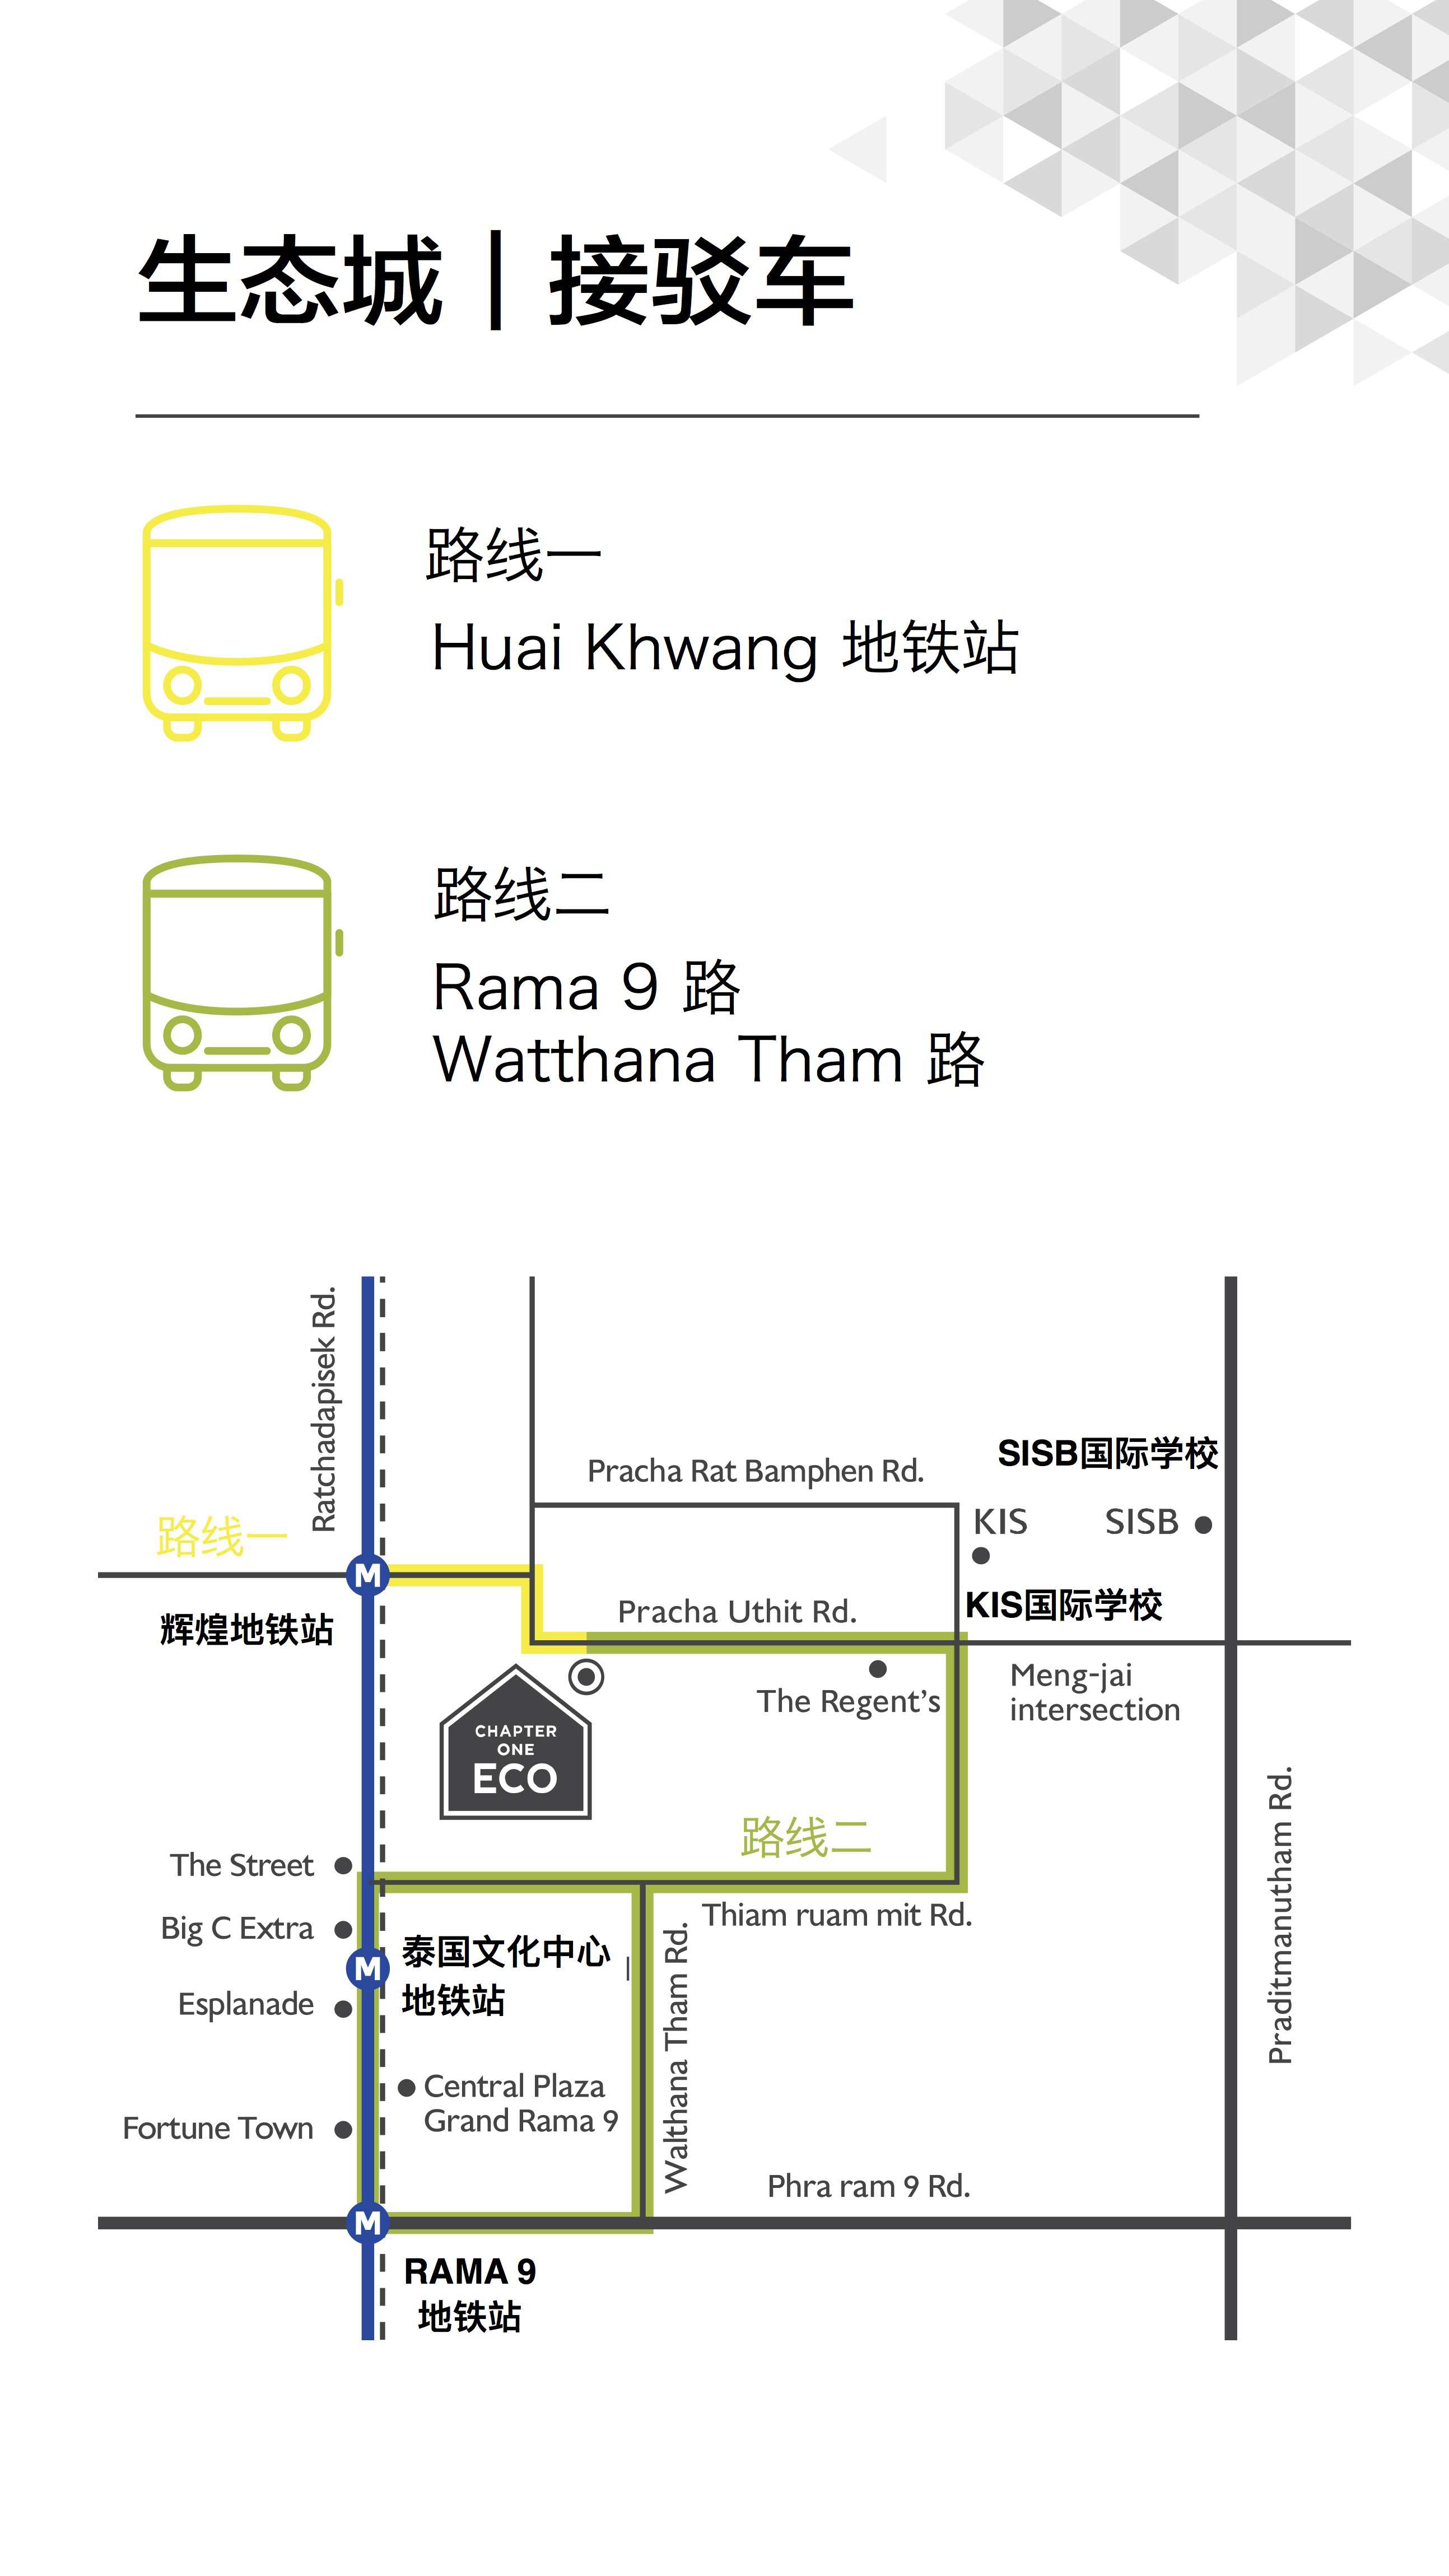 生态城｜接驳车
路线一
Huai Khwang 地铁站
路线二
Rama 9 路
Watthana Tham 路
Ratchadapisek Rd.
Pracha Rat Bamphen Rd.
SISB国际学校
KIS
SISB
路线一
M
辉煌地铁站
Pracha Uthit Rd.
KIS国际学校
The Regent’s
Meng-jai
intersection
CHAPTER
ONE
ECO
路线二
The Street
Thiam ruam mit Rd.
Big C Extra
M
泰国文化中心
地铁站
Esplanade
Walthana Tham Rd.
Praditmanutham Rd.
Central Plaza
Grand Rama 9
Fortune Town
Phra ram 9 Rd.
M
RAMA 9
地铁站